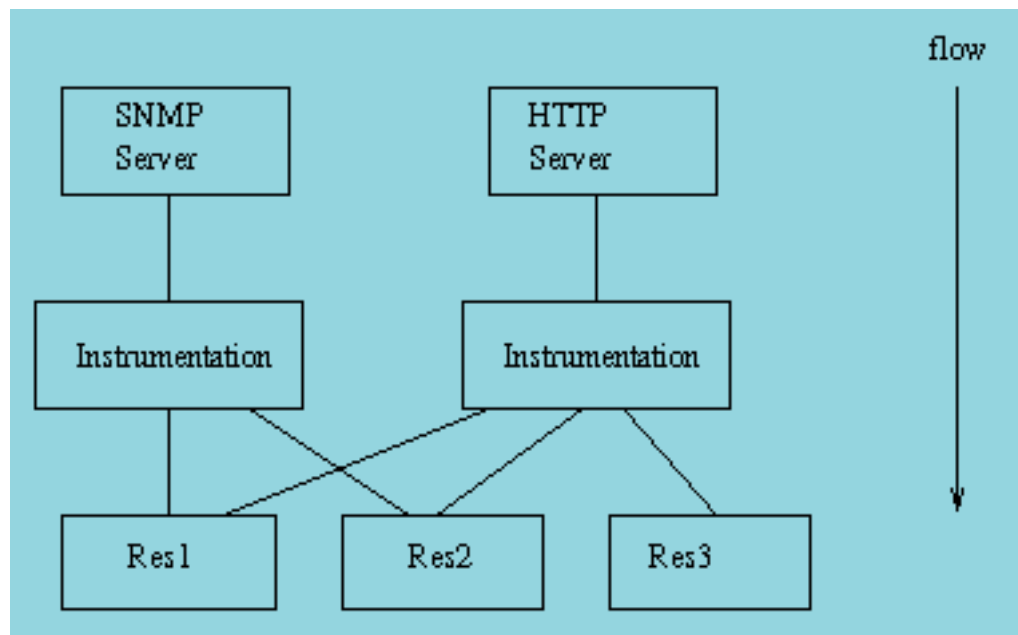 flow
SNMP
Server
HTTP
Server
Instrumentation
Instrumentation
Res1
Res2
Res3